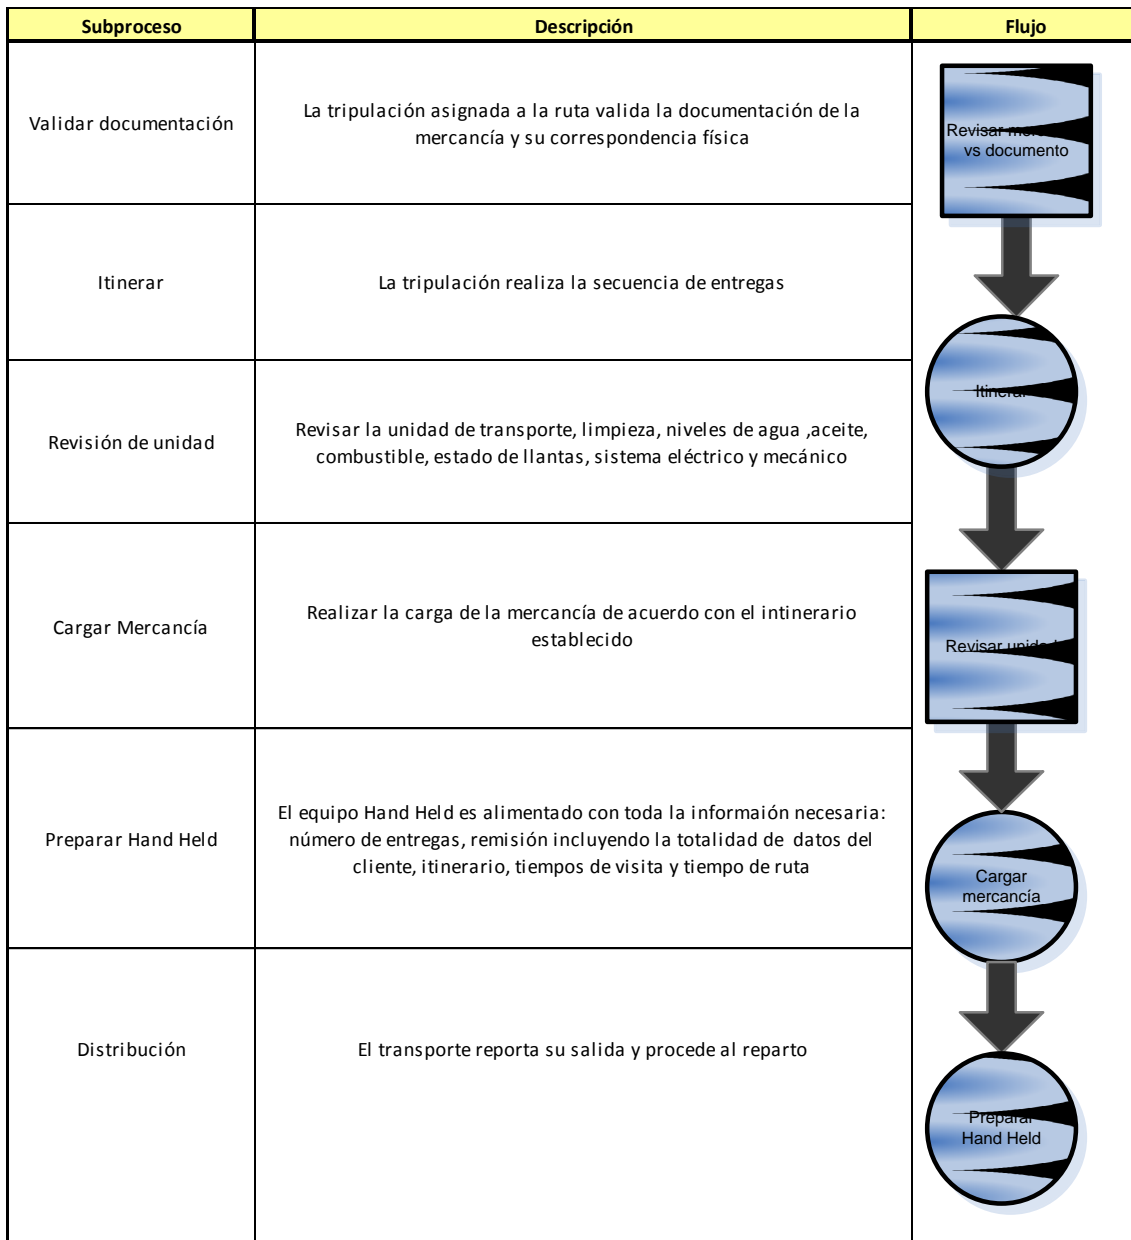 Subproceso
Descripción
Flujo
Validar documentación
La tripulación asignada a la ruta valida la documentación de la
mercancía y su correspondencia física
Revisar
vs documento
Itinerar
La tripulación realiza la secuencia de entregas
Itinerar
Revisión de unidad
Revisar la unidad de transporte, limpieza, niveles de agua ,aceite,
combustible, estado de llantas, sistema eléctrico y mecánico
Cargar Mercancía
Realizar la carga de la mercancía de acuerdo con el intinerario
establecido
Revisar unidad
Preparar Hand Held
El equipo Hand Held es alimentado con toda la informaión necesaria:
número de entregas, remisión incluyendo la totalidad de datos del
cliente, itinerario, tiempos de visita y tiempo de ruta
Cargar
mercancía
Distribución
El transporte reporta su salida y procede al reparto
Preparar
Hand Held